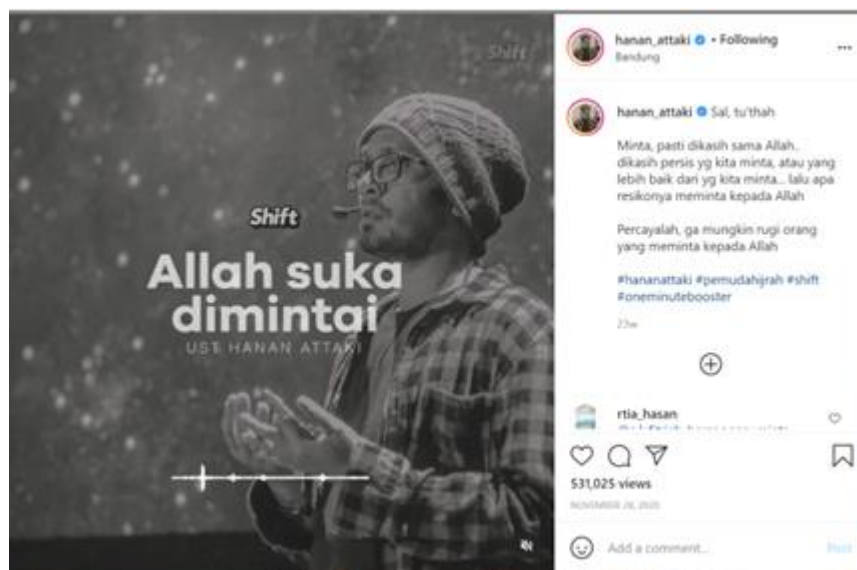 Shift
Shift
Allah suka
dimintai
UST. HANAN ATTAKI
hanan_attaki • Following
Bandung
hanan_attaki Sal, tu'thah
Minta, pasti dikasih sama Allah..
dikasih persis yg kita minta, atau yang
lebih baik dari yg kita minta... lalu apa
resikonya meminta kepada Allah
Percayalah, ga mungkin rugi orang
yang meminta kepada Allah
#hananattaki #pemudahijrah #shift
#oneminutebooster
23w
rtia_hasan
531,025 views
NOVEMBER 28, 2020
Add a comment...
Post